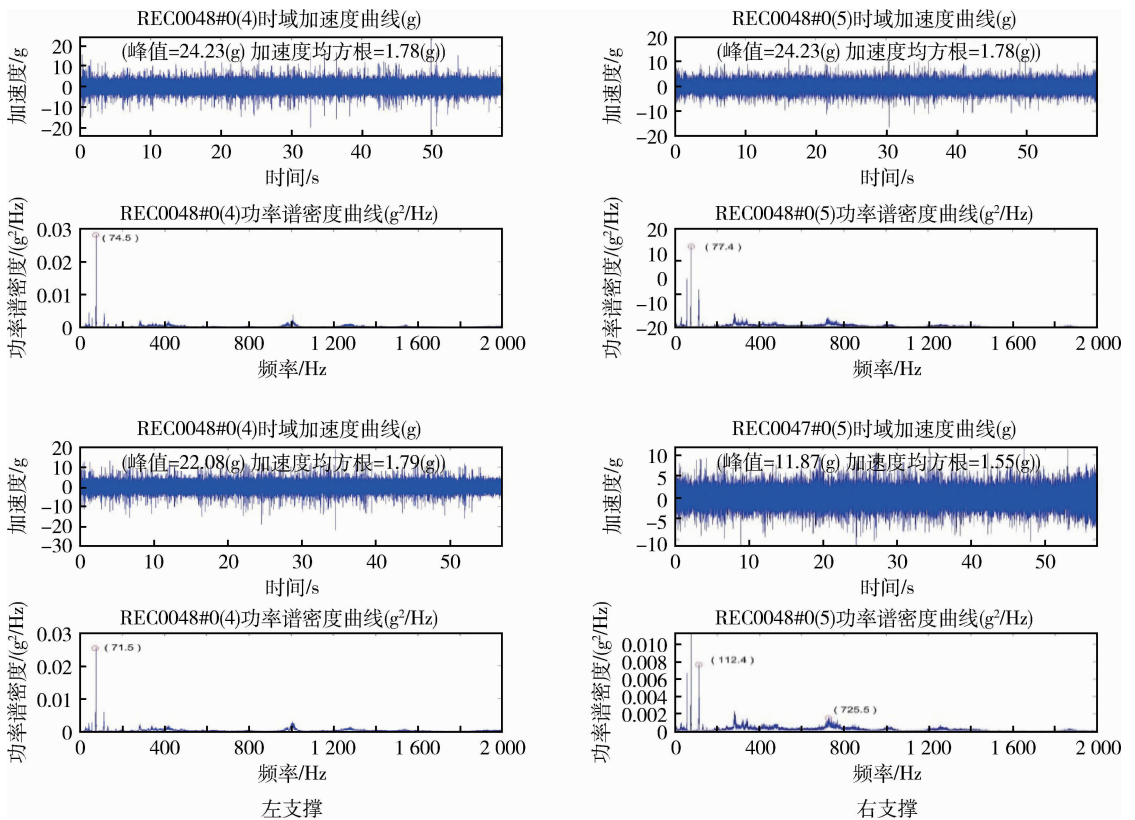 REC0048#0(4)时域加速度曲线(g)
(峰值=24.23(g) 加速度均方根=1.78(g))
加速度/g
20
10
0
-10
-20
0 10 20 30 40 50
时间/s
REC0048#0(5)时域加速度曲线(g)
(峰值=24.23(g) 加速度均方根=1.78(g))
加速度/g
20
10
0
-10
-20
0 10 20 30 40 50
时间/s
REC0048#0(4)功率谱密度曲线(g²/Hz)
功率谱密度/(g²/Hz)
0.03
0.02
0.01
0
(74.5)
0 400 800 1 200 1 600 2 000
频率/Hz
REC0048#0(5)功率谱密度曲线(g²/Hz)
功率谱密度/(g²/Hz)
20
10
0
-10
-20
(77.4)
0 400 800 1 200 1 600 2 000
频率/Hz
REC0048#0(4)时域加速度曲线(g)
(峰值=22.08(g) 加速度均方根=1.79(g))
加速度/g
20
10
0
-10
-20
-30
0 10 20 30 40 50
时间/s
REC0047#0(5)时域加速度曲线(g)
(峰值=11.87(g) 加速度均方根=1.55(g))
加速度/g
10
5
0
-5
-10
0 10 20 30 40 50
时间/s
REC0048#0(4)功率谱密度曲线(g²/Hz)
功率谱密度/(g²/Hz)
0.03
0.02
0.01
0
(71.5)
0 400 800 1 200 1 600 2 000
频率/Hz
左支撑
REC0048#0(5)功率谱密度曲线(g²/Hz)
功率谱密度/(g²/Hz)
0.010
0.008
0.006
0.004
0.002
0
(112.4)
(725.5)
0 400 800 1 200 1 600 2 000
频率/Hz
右支撑